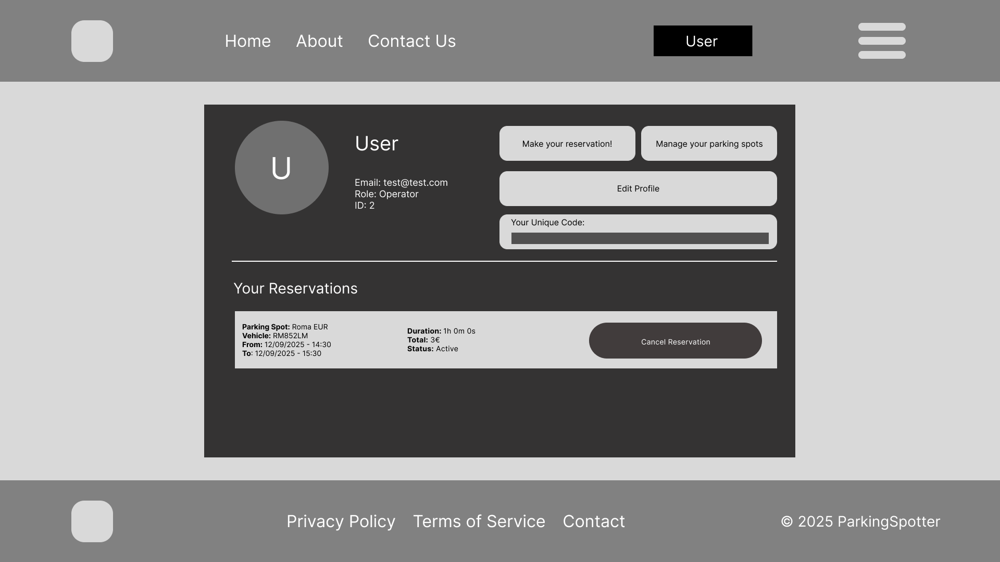 Home About Contact Us User
U
User
Email: test@test.com
Role: Operator
ID: 2
Make your reservation!
Manage your parking spots
Edit Profile
Your Unique Code:
Your Reservations
Parking Spot: Roma EUR
Vehicle: RM852LM
From: 12/09/2025 - 14:30
To: 12/09/2025 - 15:30
Duration: 1h 0m 0s
Total: 3€
Status: Active
Cancel Reservation
Privacy Policy Terms of Service Contact © 2025 ParkingSpotter